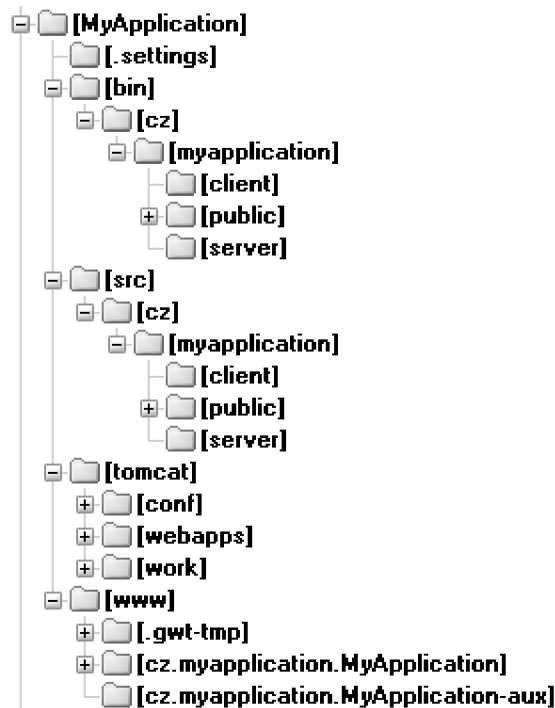 [MyApplication]
[.settings]
[bin]
[cz]
[myapplication]
[client]
[public]
[server]
[src]
[cz]
[myapplication]
[client]
[public]
[server]
[tomcat]
[conf]
[webapps]
[work]
[www]
[.gwt-tmp]
[cz.myapplication.MyApplication]
[cz.myapplication.MyApplication-aux]